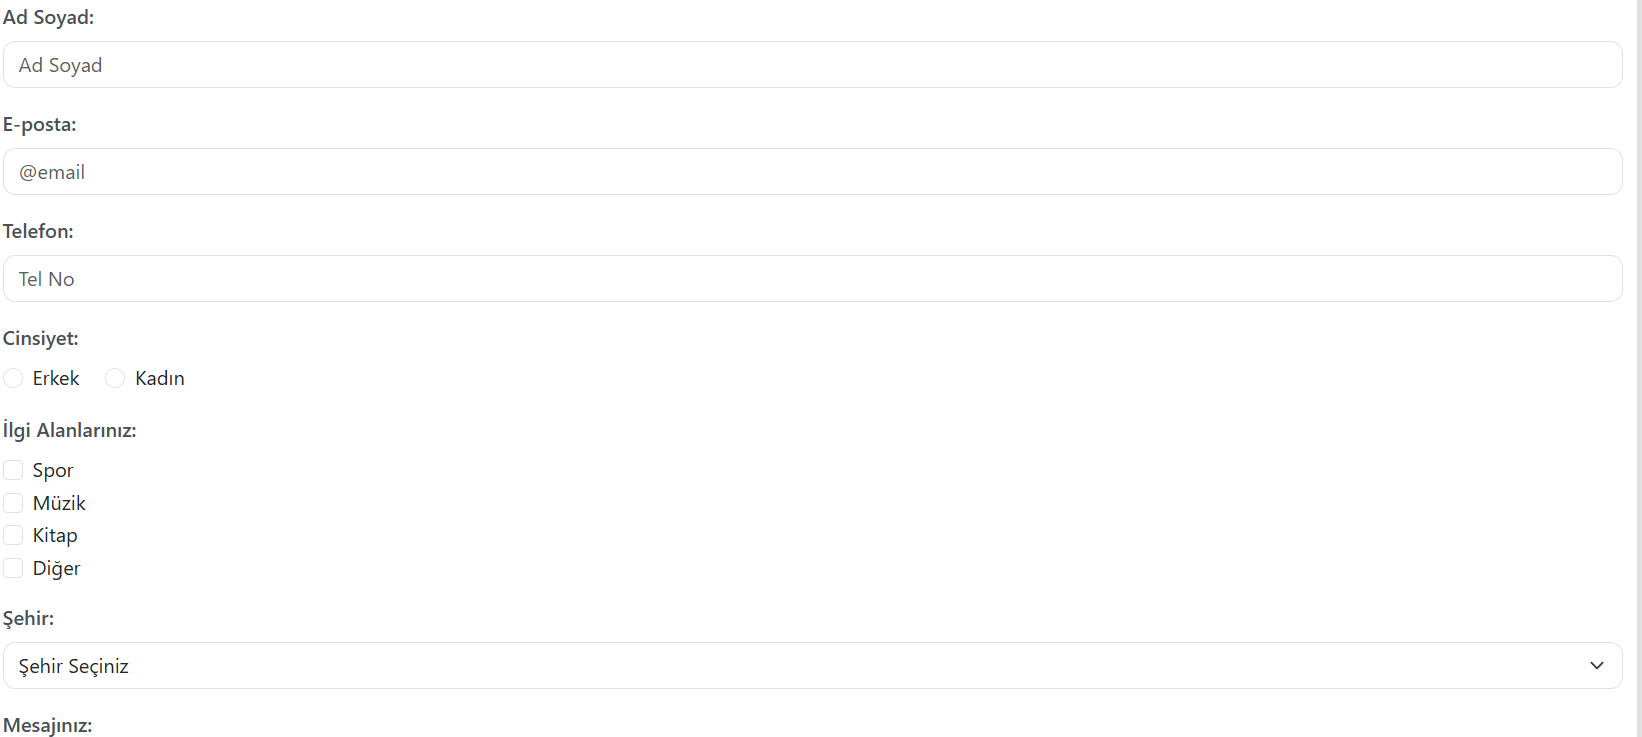 Ad Soyad:
Ad Soyad
E-posta:
@email
Telefon:
Tel No
Cinsiyet:
Erkek Kadın
İlgi Alanlarınız:
Spor
Müzik
Kitap
Diğer
Şehir:
Şehir Seçiniz
Mesajınız: